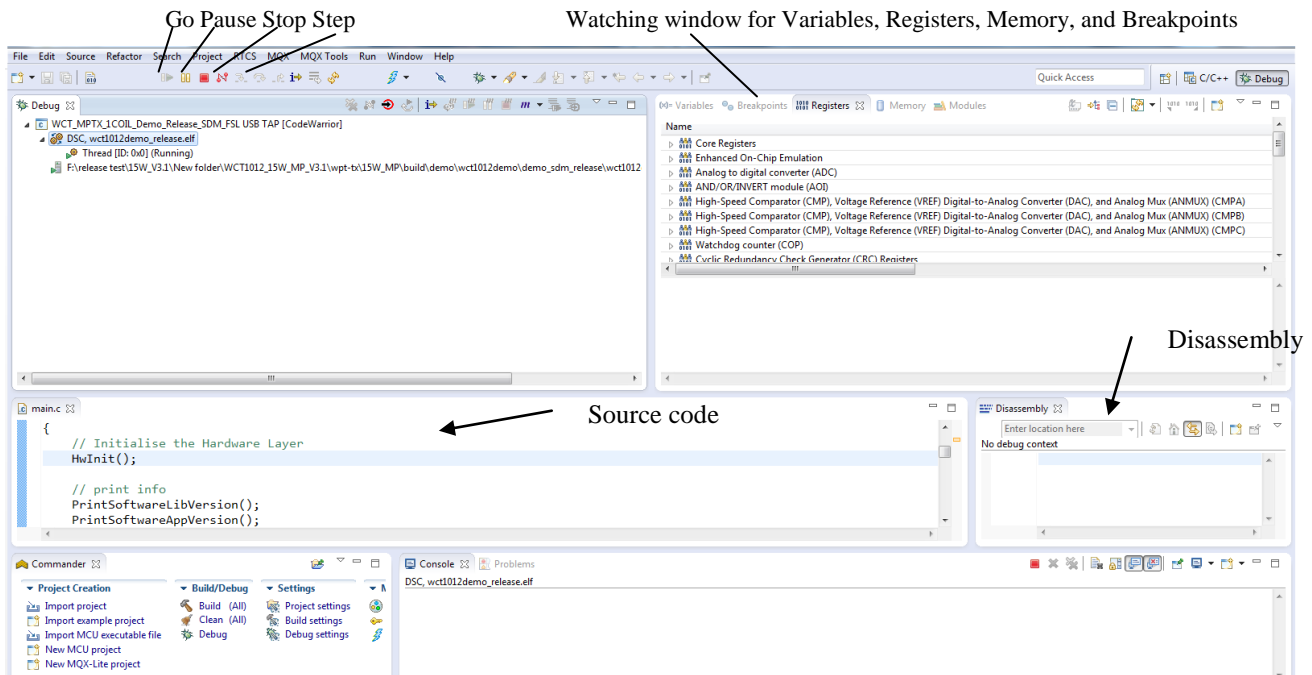 Go Pause Stop Step
Watching window for Variables, Registers, Memory, and Breakpoints
File Edit Source Refactor Search Project RTCS MQX MQX Tools Run Window Help
Quick Access
C/C++
Debug
Debug
WCT_MPTX_1COIL_Demo_Release_SDM_FSL USB TAP [CodeWarrior]
DSC, wct1012demo_release.elf
Thread [ID: 0x0] (Running)
F:\release test\15W_V3.1\New folder\WCT1012_15W_MP_V3.1\wpt-tx\15W_MP\build\demo\wct1012demo\demo_sdm_release\wct1012
Variables Breakpoints Registers Memory Modules
Name
Core Registers
Enhanced On-Chip Emulation
Analog to digital converter (ADC)
AND/OR/INVERT module (AOI)
High-Speed Comparator (CMP), Voltage Reference (VREF) Digital-to-Analog Converter (DAC), and Analog Mux (ANMUX) (CMPA)
High-Speed Comparator (CMP), Voltage Reference (VREF) Digital-to-Analog Converter (DAC), and Analog Mux (ANMUX) (CMPB)
High-Speed Comparator (CMP), Voltage Reference (VREF) Digital-to-Analog Converter (DAC), and Analog Mux (ANMUX) (CMPC)
Watchdog counter (COP)
Cyclic Redundancy Check Generator (CRC) Registers
Disassembly
main.c
Source code
{
// Initialise the Hardware Layer
HwInit();
// print info
PrintSoftwareLibVersion();
PrintSoftwareAppVersion();
Disassembly
Enter location here
No debug context
Commander
Project Creation
Import project
Import example project
Import MCU executable file
New MCU project
New MQX-Lite project
Build/Debug
Build (All)
Clean (All)
Debug
Settings
Project settings
Build settings
Debug settings
Console Problems
DSC, wct1012demo_release.elf